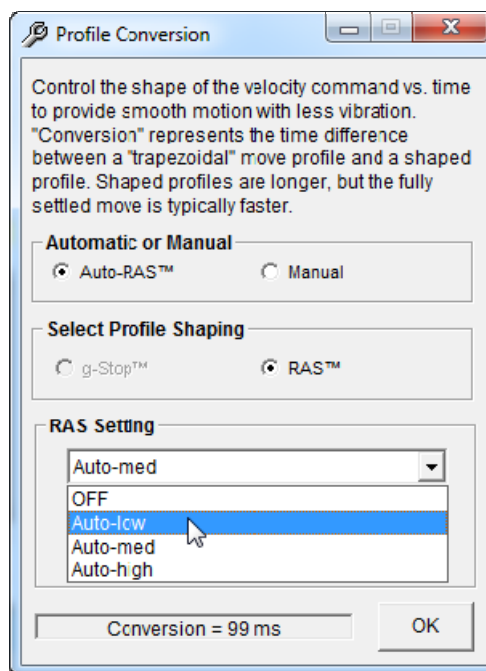 Profile Conversion
Control the shape of the velocity command vs. time
to provide smooth motion with less vibration.
"Conversion" represents the time difference
between a "trapezoidal" move profile and a shaped
profile. Shaped profiles are longer, but the fully
settled move is typically faster.
Automatic or Manual
Auto-RAS™ Manual
Select Profile Shaping
g-Stop™ RAS™
RAS Setting
Auto-med
OFF
Auto-low
Auto-med
Auto-high
Conversion = 99 ms OK